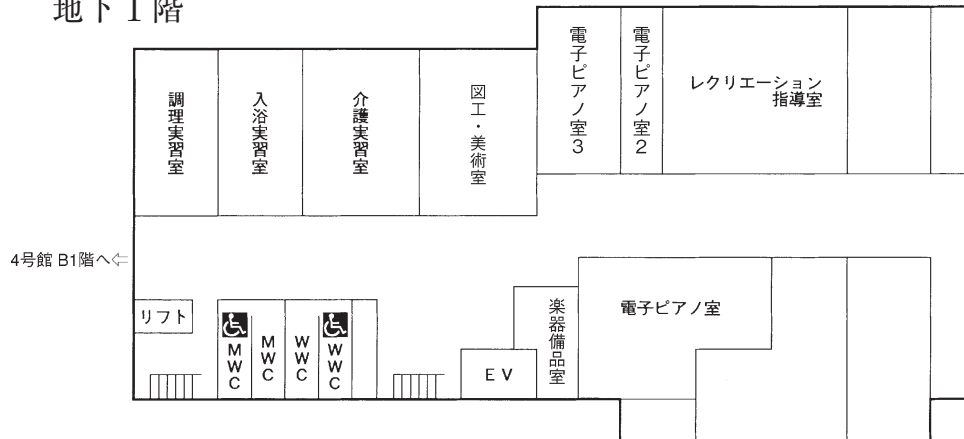 地下1階
調理実習室
入浴実習室
介護実習室
図工・美術室
電子ピアノ室3
電子ピアノ室2
レクリエーション
指導室
4号館 B1階へ⇦
リフト
MWC
MWC
WWC
WWC
EV
楽器備品室
電子ピアノ室